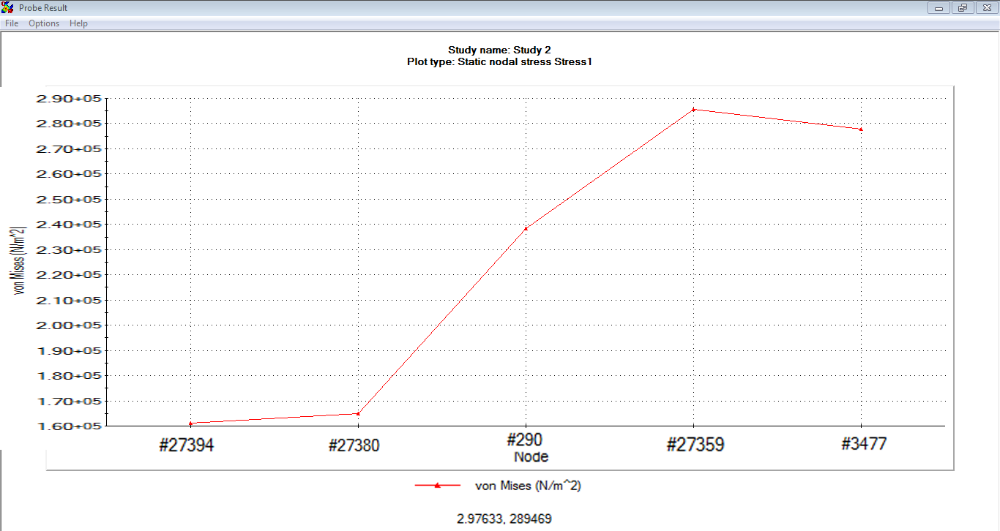 Probe Result
File Options Help
Study name: Study 2
Plot type: Static nodal stress Stress1
2.90+05
2.80+05
2.70+05
2.60+05
2.50+05
2.40+05
2.30+05
2.20+05
2.10+05
2.00+05
1.90+05
1.80+05
1.70+05
1.60+05
von Mises (N/m^2)
#27394 #27380 #290 #27359 #3477
Node
von Mises (N/m^2)
2.97633, 289469